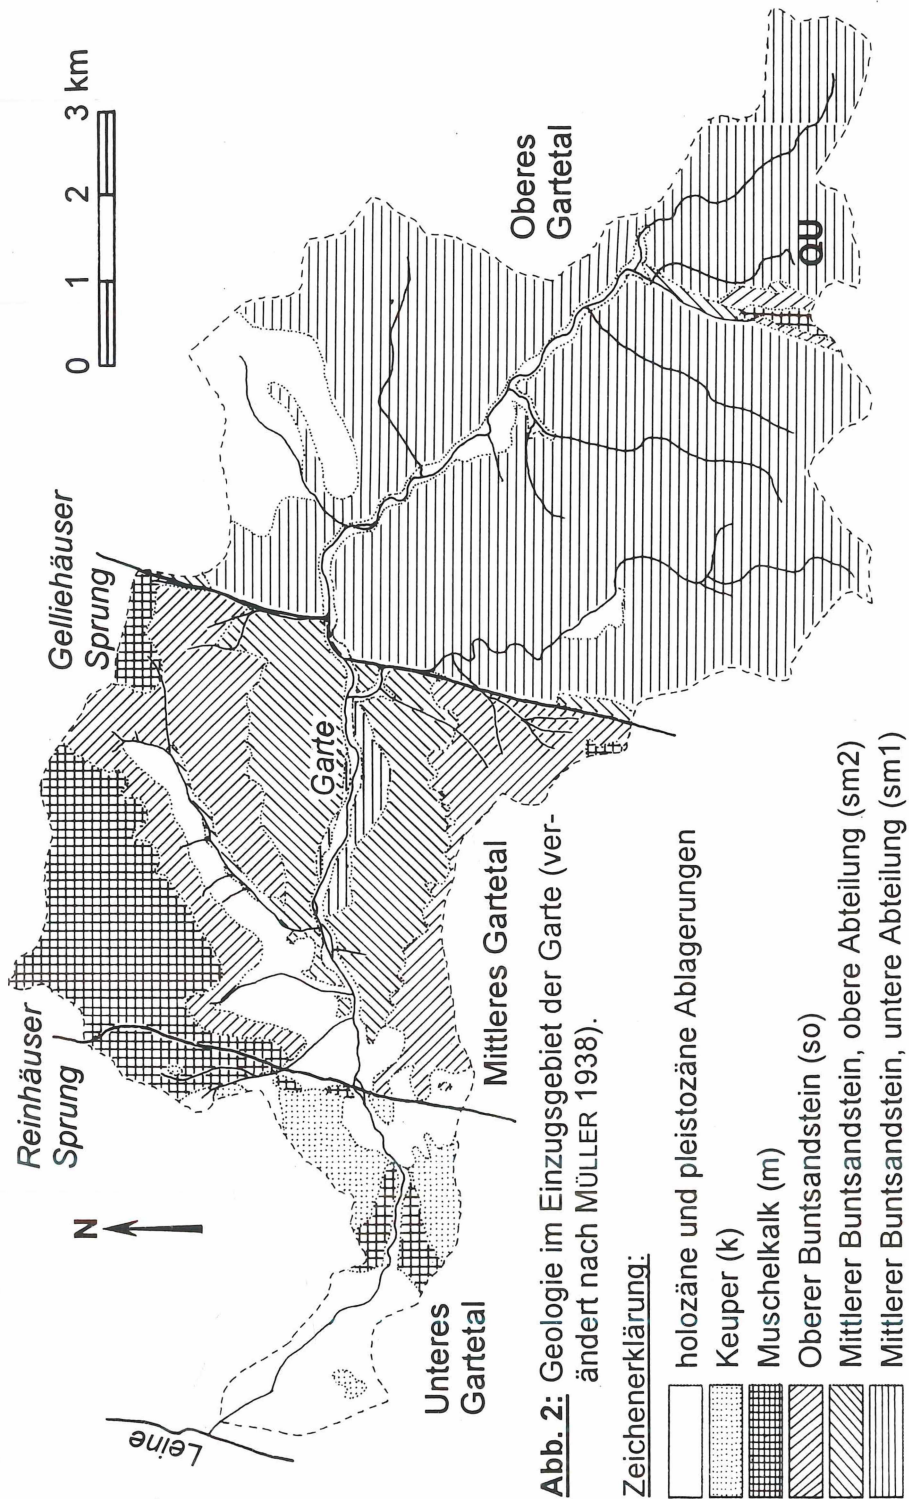 Reinhäuser
Sprung
Gelliehäuser
Sprung
0 1 2 3 km
N
Leine
Garte
Unteres
Gartetal
Mittleres Gartetal
Oberes
Gartetal
QU
Abb. 2: Geologie im Einzugsgebiet der Garte (ver-
ändert nach MÜLLER 1938).
Zeichenerklärung:
holozäne und pleistozäne Ablagerungen
Keuper (k)
Muschelkalk (m)
Oberer Buntsandstein (so)
Mittlerer Buntsandstein, obere Abteilung (sm2)
Mittlerer Buntsandstein, untere Abteilung (sm1)